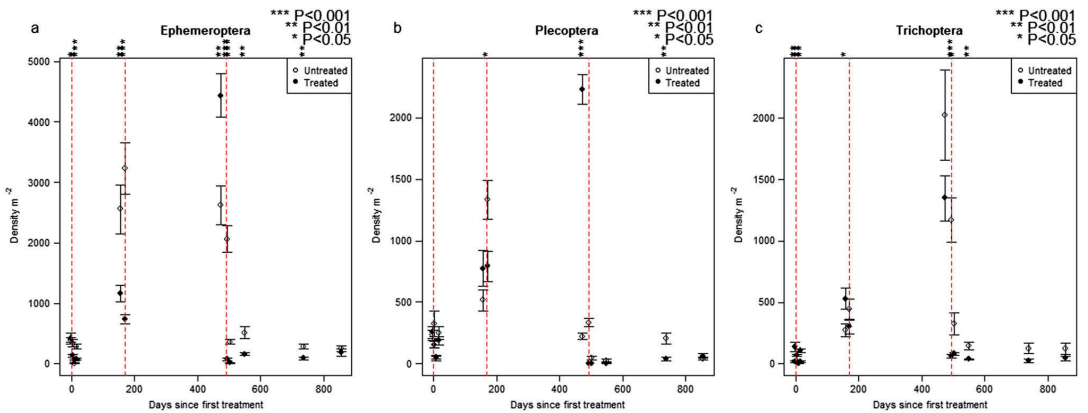 a
Ephemeroptera
*** P<0.001
** P<0.01
* P<0.05
Untreated
Treated
5000
4000
3000
2000
1000
0
Density m -2
0 200 400 600 800
Days since first treatment
b
Plecoptera
*** P<0.001
** P<0.01
* P<0.05
Untreated
Treated
2000
1500
1000
500
0
Density m -2
0 200 400 600 800
Days since first treatment
c
Trichoptera
*** P<0.001
** P<0.01
* P<0.05
Untreated
Treated
2000
1500
1000
500
0
Density m -2
0 200 400 600 800
Days since first treatment